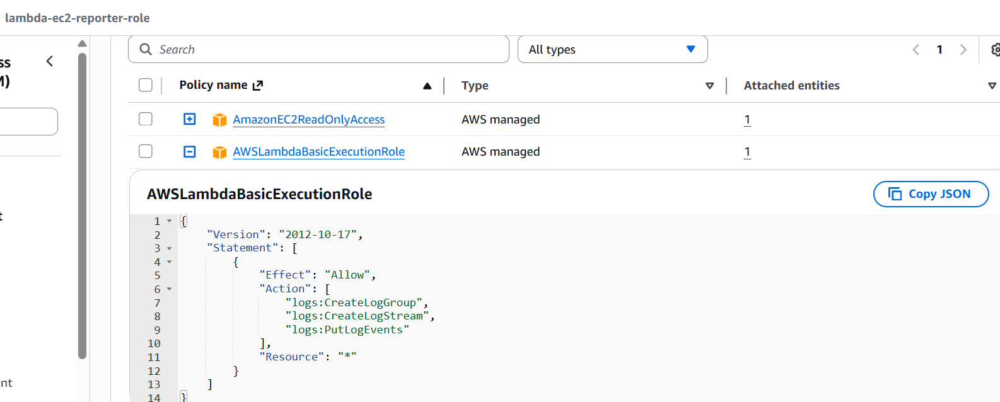 lambda-ec2-reporter-role
ss
M)
t
nt
Search
All types
1
Policy name
Type
Attached entities
AmazonEC2ReadOnlyAccess
AWS managed
1
AWSLambdaBasicExecutionRole
AWS managed
1
AWSLambdaBasicExecutionRole
Copy JSON
1 {
2 "Version": "2012-10-17",
3 "Statement": [
4 {
5 "Effect": "Allow",
6 "Action": [
7 "logs:CreateLogGroup",
8 "logs:CreateLogStream",
9 "logs:PutLogEvents"
10 ],
11 "Resource": "*"
12 }
13 ]
14 }